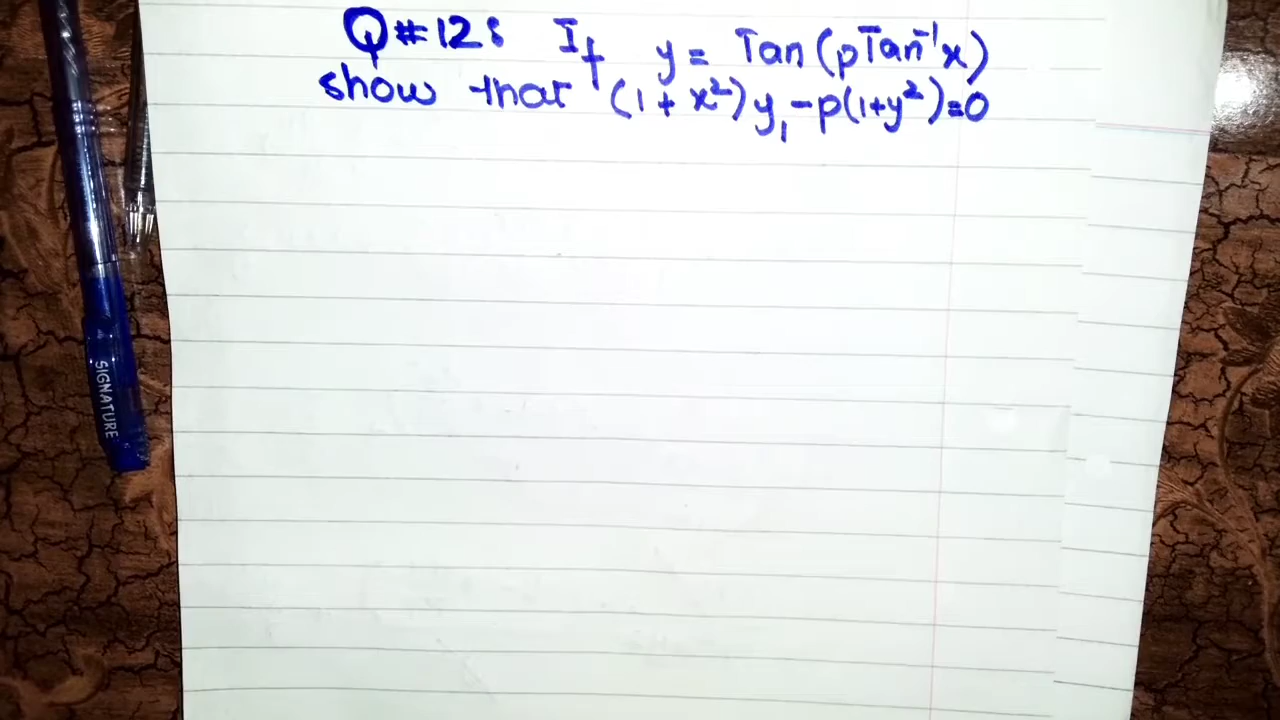 Q#12: If y = Tan(pTan⁻¹x)
show that (1 + x²)y₁-p(1+y²)=0
SIGNATURE